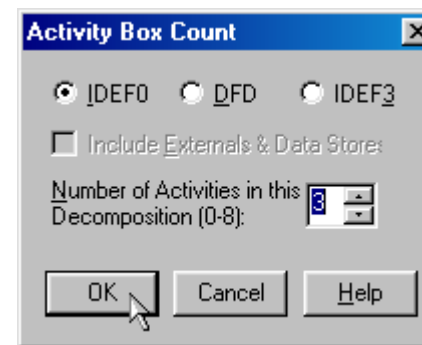 Activity Box Count
IDEF0 DFD IDEF3
Include Externals & Data Stores
Number of Activities in this
Decomposition (0-8):
3
OK Cancel Help